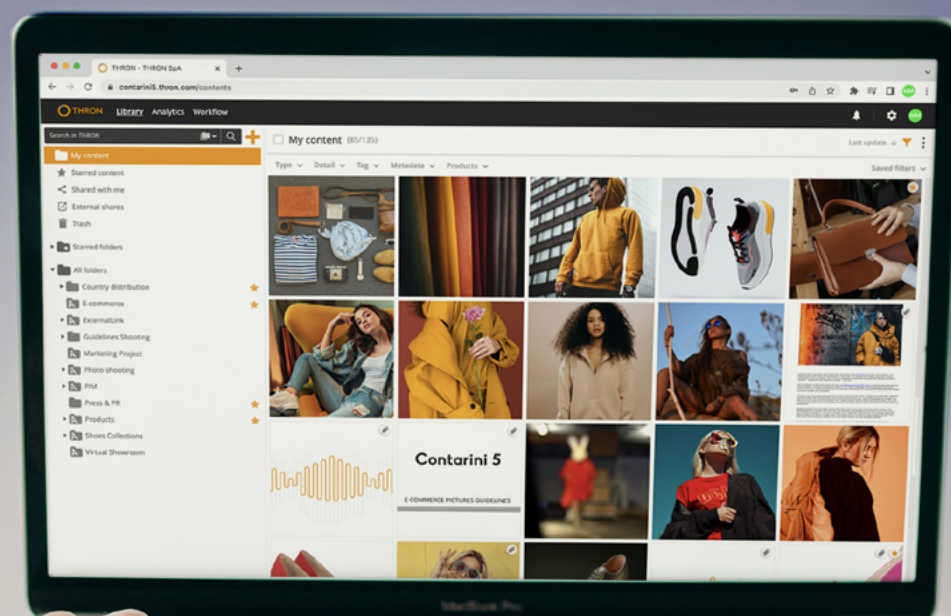 THRON - THRON SpA
contarini5.thron.com/contents
THRON Library Analytics Workflow
Search in THRON
My content (85/135)
Last update
My content
Type Detail Tag Metadata Products
Saved filters
Starred content
Shared with me
External shares
Trash
Starred folders
All folders
Country distribution
E-commerce
ExternalLink
Guidelines Shooting
Marketing Project
Photo shooting
PIM
Press & PR
Products
Shoes Collections
Virtual Showroom
Contarini 5
E-COMMERCE PICTURES GUIDELINES
MacBook Pro